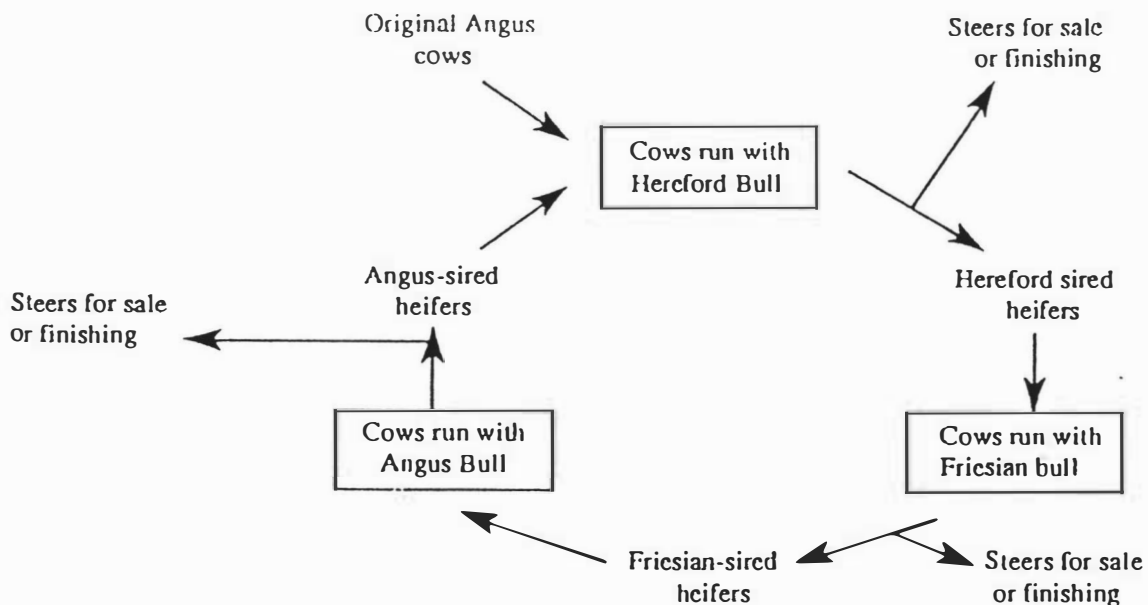 Original Angus
cows
Steers for sale
or finishing
Cows run with
Hereford Bull
Angus-sired
heifers
Hereford sired
heifers
Steers for sale
or finishing
Cows run with
Angus Bull
Cows run with
Friesian bull
Friesian-sired
heifers
Steers for sale
or finishing